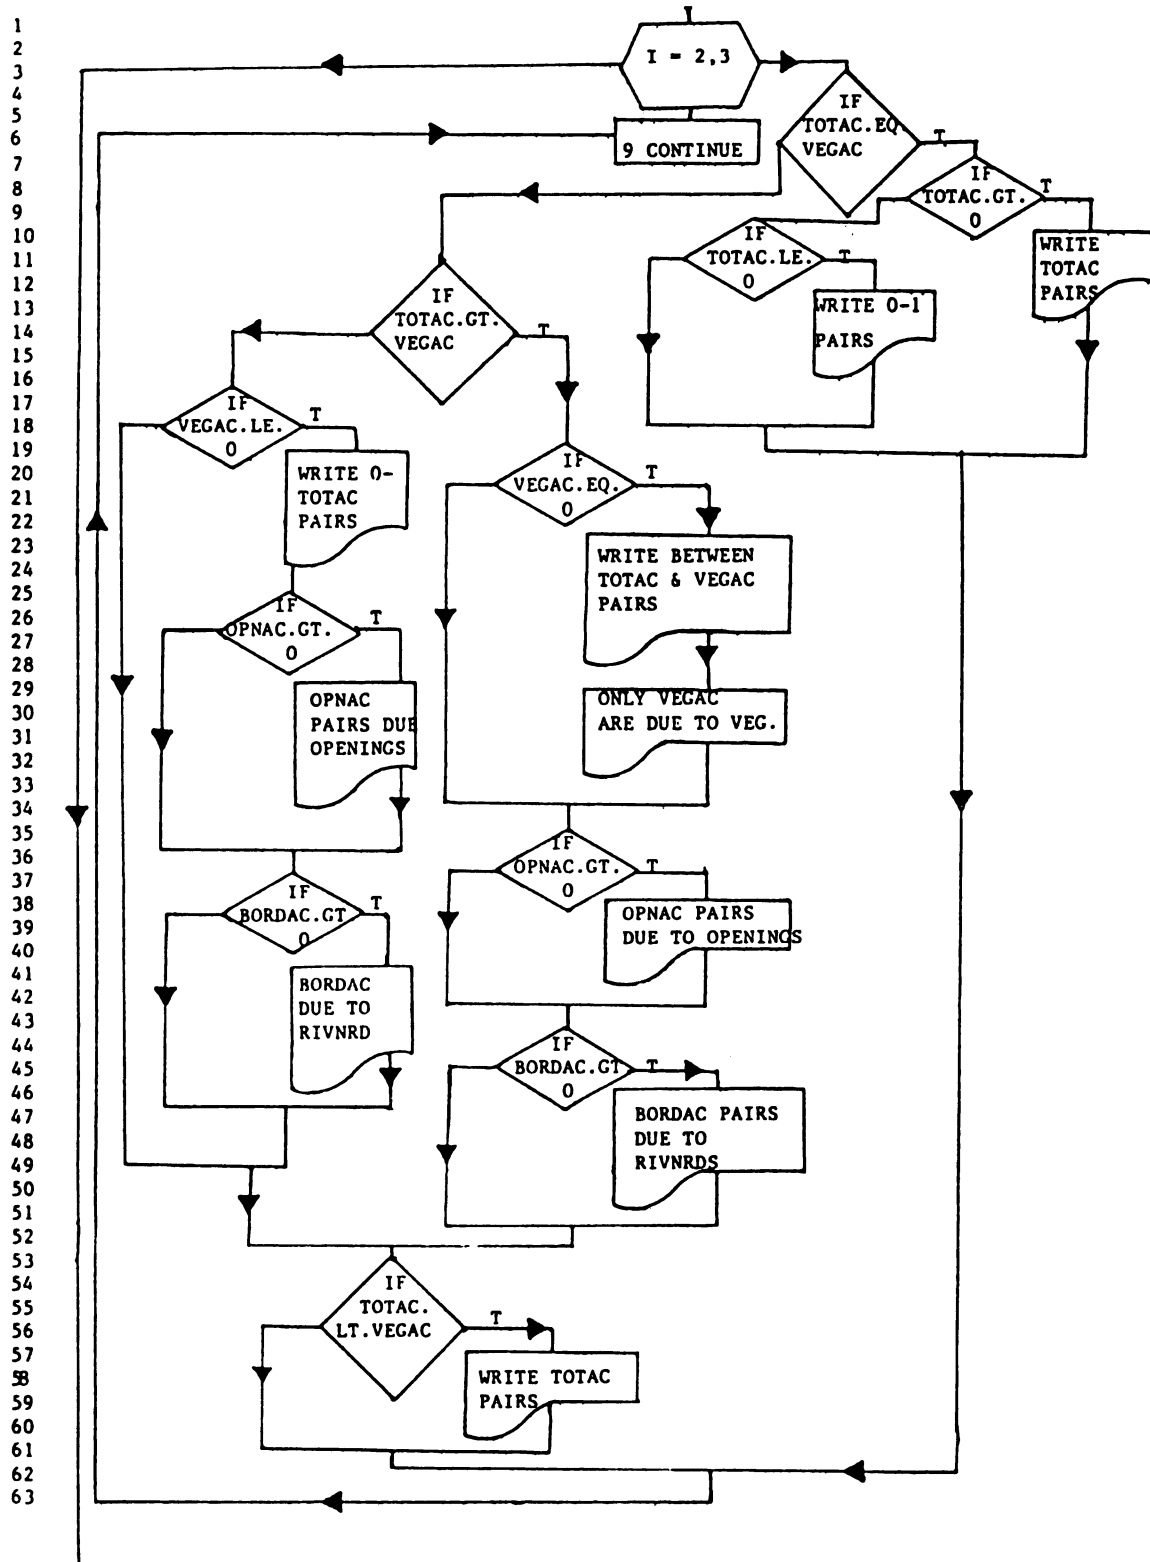 1
2
3
4
5
6
7
8
9
10
11
12
13
14
15
16
17
18
19
20
21
22
23
24
25
26
27
28
29
30
31
32
33
34
35
36
37
38
39
40
41
42
43
44
45
46
47
48
49
50
51
52
53
54
55
56
57
58
59
60
61
62
63
I = 2,3
9 CONTINUE
IF
TOTAC.EQ.
VEGAC
T
IF
TOTAC.GT.
0
T
WRITE
TOTAC
PAIRS
IF
TOTAC.LE.
0
T
WRITE 0-1
PAIRS
IF
TOTAC.GT.
VEGAC
T
IF
VEGAC.LE.
0
T
WRITE 0-
TOTAC
PAIRS
IF
OPNAC.GT.
0
T
OPNAC
PAIRS DUE
OPENINGS
IF
BORDAC.GT
0
T
BORDAC
DUE TO
RIVNRD
IF
VEGAC.EQ.
0
T
WRITE BETWEEN
TOTAC & VEGAC
PAIRS
ONLY VEGAC
ARE DUE TO VEG.
IF
OPNAC.GT.
0
T
OPNAC PAIRS
DUE TO OPENINGS
IF
BORDAC.GT
0
T
BORDAC PAIRS
DUE TO
RIVNRDS
IF
TOTAC.
LT.VEGAC
T
WRITE TOTAC
PAIRS